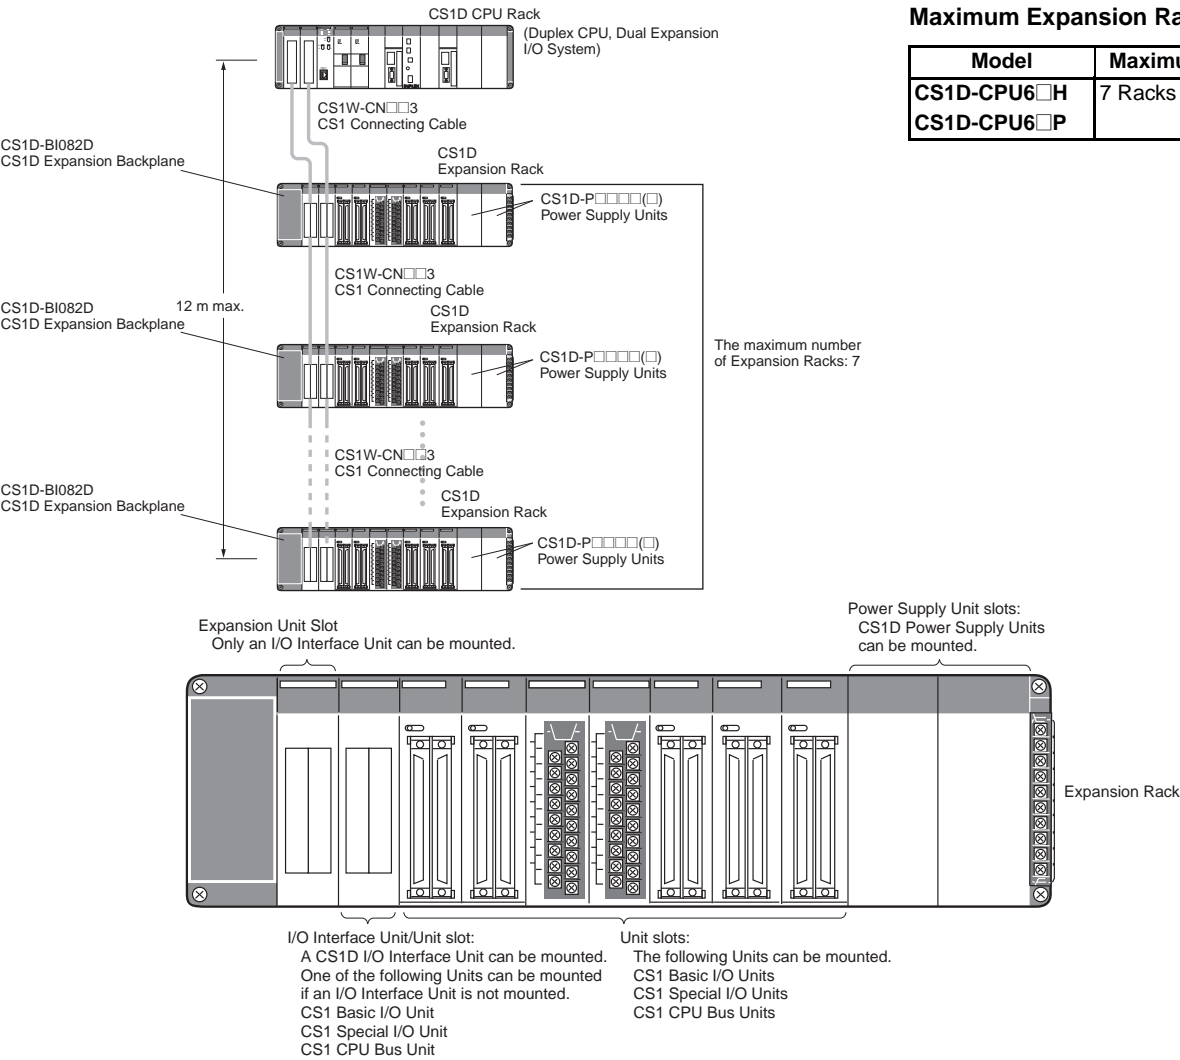 CS1D CPU Rack
(Duplex CPU, Dual Expansion
I/O System)
Maximum Expansion Ra
Model
Maximu
CS1D-CPU6□H
7 Racks
CS1D-CPU6□P
CS1W-CN□□3
CS1 Connecting Cable
CS1D-BI082D
CS1D Expansion Backplane
CS1D
Expansion Rack
CS1D-P□□□□(□)
Power Supply Units
CS1W-CN□□3
CS1 Connecting Cable
CS1D-BI082D
CS1D Expansion Backplane
12 m max.
CS1D
Expansion Rack
CS1D-P□□□□(□)
Power Supply Units
The maximum number
of Expansion Racks: 7
CS1W-CN□□3
CS1 Connecting Cable
CS1D-BI082D
CS1D Expansion Backplane
CS1D
Expansion Rack
CS1D-P□□□□(□)
Power Supply Units
Expansion Unit Slot
Only an I/O Interface Unit can be mounted.
Power Supply Unit slots:
CS1D Power Supply Units
can be mounted.
Expansion Rack
I/O Interface Unit/Unit slot:
A CS1D I/O Interface Unit can be mounted.
One of the following Units can be mounted
if an I/O Interface Unit is not mounted.
CS1 Basic I/O Unit
CS1 Special I/O Unit
CS1 CPU Bus Unit
Unit slots:
The following Units can be mounted.
CS1 Basic I/O Units
CS1 Special I/O Units
CS1 CPU Bus Units